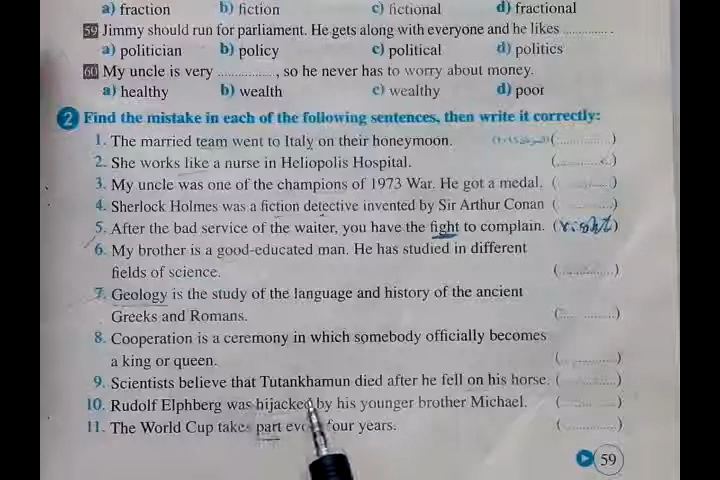 a) fraction b) fiction c) fictional d) fractional
59 Jimmy should run for parliament. He gets along with everyone and he likes ..............
a) politician b) policy c) political d) politics
60 My uncle is very ................ , so he never has to worry about money.
a) healthy b) wealth c) wealthy d) poor
2 Find the mistake in each of the following sentences, then write it correctly:
1. The married team went to Italy on their honeymoon. (..............)
2. She works like a nurse in Heliopolis Hospital. (..............)
3. My uncle was one of the champions of 1973 War. He got a medal. (..............)
4. Sherlock Holmes was a fiction detective invented by Sir Arthur Conan (..............)
5. After the bad service of the waiter, you have the fight to complain. (right)
6. My brother is a good-educated man. He has studied in different
fields of science. (..............)
7. Geology is the study of the language and history of the ancient
Greeks and Romans. (..............)
8. Cooperation is a ceremony in which somebody officially becomes
a king or queen. (..............)
9. Scientists believe that Tutankhamun died after he fell on his horse. (..............)
10. Rudolf Elphberg was hijacked by his younger brother Michael. (..............)
11. The World Cup takes part every four years. (..............)
59